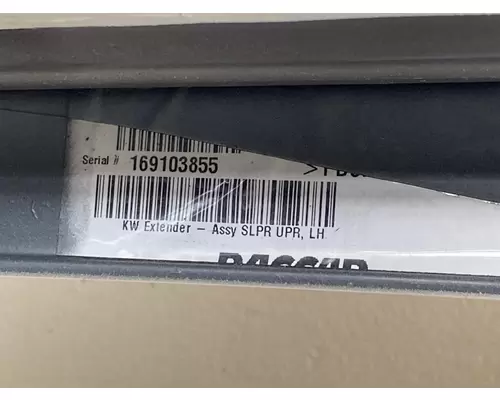 Serial # 169103855
KW Extender – Assy SLPR UPR, LH